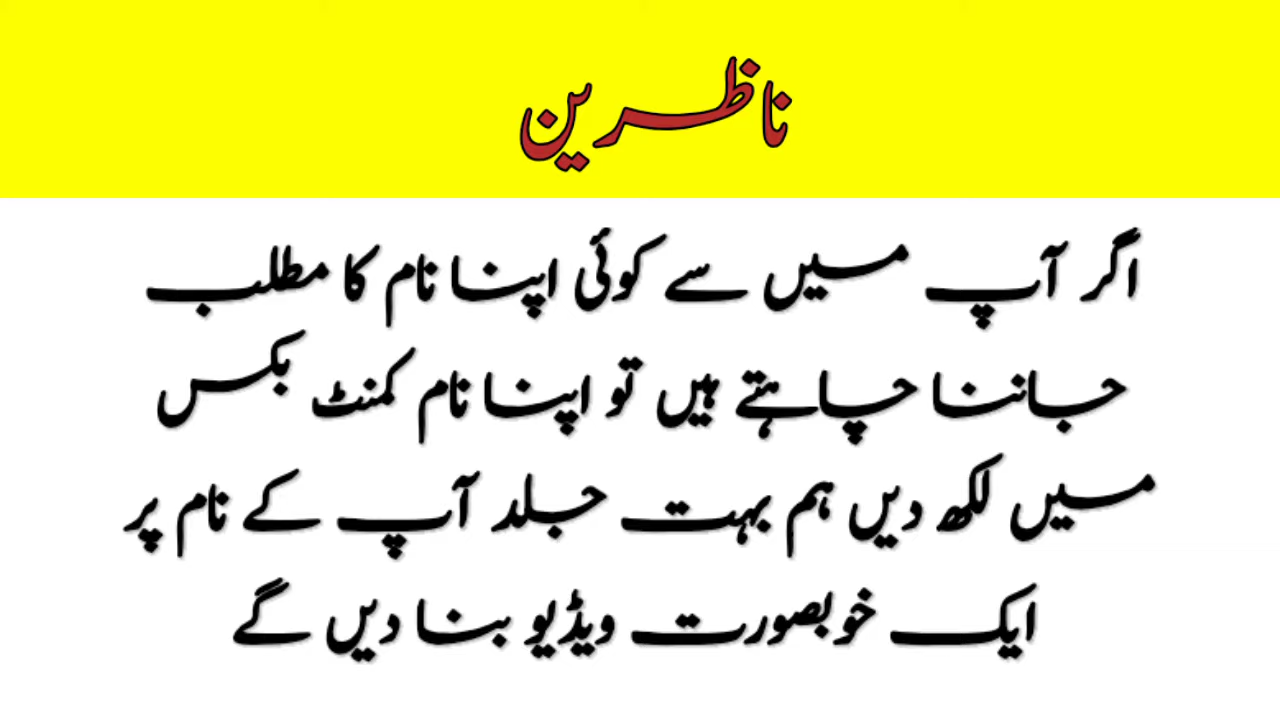 ناظرین
اگر آپ میں سے کوئی اپنا نام کا مطلب
جاننا چاہتے ہیں تو اپنا نام کمنٹ بکس
میں لکھ دیں ہم بہت جلد آپ کے نام پر
ایک خوبصورت ویڈیو بنا دیں گے